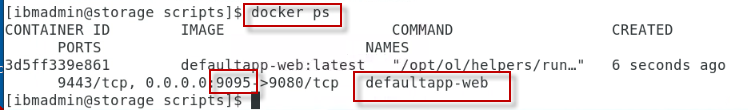 [ibmadmin@storage scripts]$ docker ps
CONTAINER ID IMAGE COMMAND CREATED
PORTS NAMES
3d5ff339e861 defaultapp-web:latest "/opt/ol/helpers/run…" 6 seconds ago
9443/tcp, 0.0.0.0:9095->9080/tcp defaultapp-web
[ibmadmin@storage scripts]$